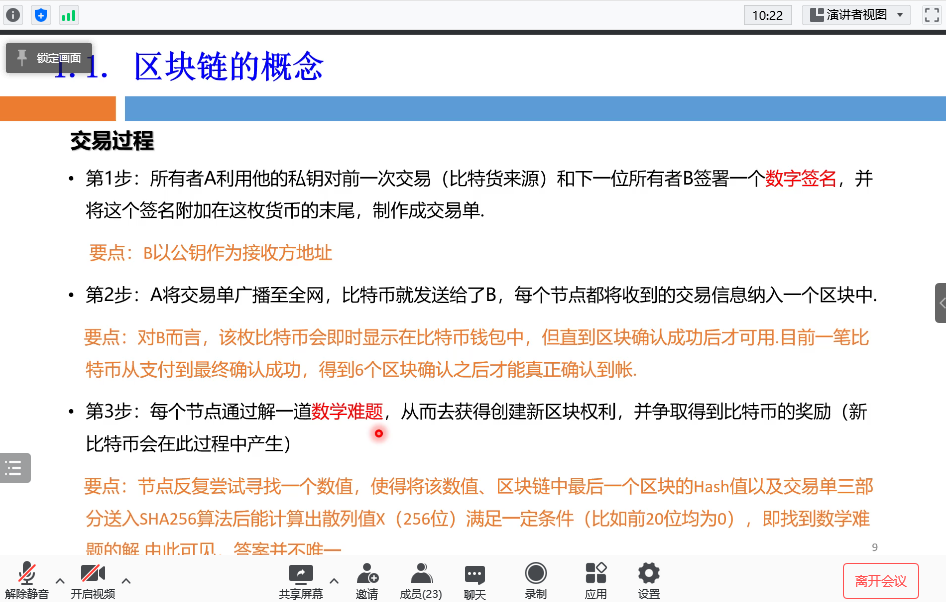 10:22
演讲者视图
锁定画面
1.1. 区块链的概念
交易过程
• 第1步：所有者A利用他的私钥对前一次交易（比特货来源）和下一位所有者B签署一个数字签名，并
将这个签名附加在这枚货币的末尾，制作成交易单.
要点：B以公钥作为接收方地址
• 第2步：A将交易单广播至全网，比特币就发送给了B，每个节点都将收到的交易信息纳入一个区块中.
要点：对B而言，该枚比特币会即时显示在比特币钱包中，但直到区块确认成功后才可用.目前一笔比
特币从支付到最终确认成功，得到6个区块确认之后才能真正确认到帐.
• 第3步：每个节点通过解一道数学难题，从而去获得创建新区块权利，并争取得到比特币的奖励（新
比特币会在此过程中产生）
要点：节点反复尝试寻找一个数值，使得将该数值、区块链中最后一个区块的Hash值以及交易单三部
分送入SHA256算法后能计算出散列值X（256位）满足一定条件（比如前20位均为0），即找到数学难
题的解.由此可见，答案并不唯一
9
解除静音
开启视频
共享屏幕
邀请
成员(23)
聊天
录制
应用
设置
离开会议